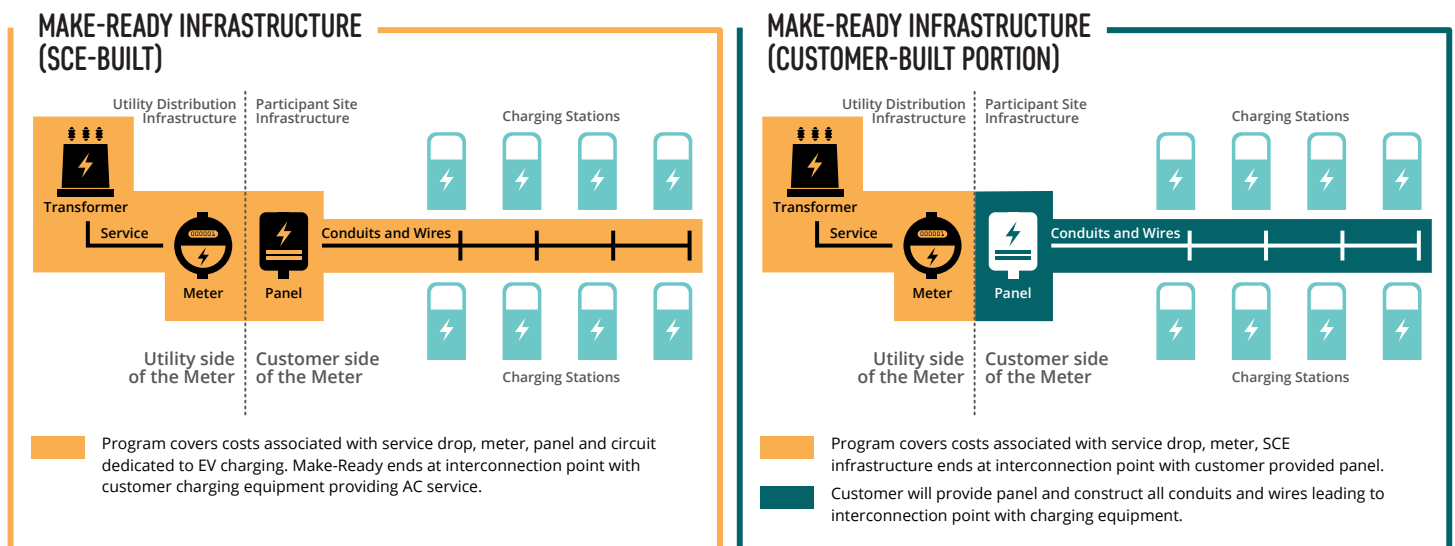 MAKE-READY INFRASTRUCTURE
(SCE-BUILT)
Utility Distribution
Infrastructure
Participant Site
Infrastructure
Charging Stations
Transformer
Service
000001
Conduits and Wires
Meter
Panel
Utility side
of the Meter
Customer side
of the Meter
Charging Stations
Program covers costs associated with service drop, meter, panel and circuit
dedicated to EV charging. Make-Ready ends at interconnection point with
customer charging equipment providing AC service.
MAKE-READY INFRASTRUCTURE
(CUSTOMER-BUILT PORTION)
Utility Distribution
Infrastructure
Participant Site
Infrastructure
Charging Stations
Transformer
Service
000001
Conduits and Wires
Meter
Panel
Utility side
of the Meter
Customer side
of the Meter
Charging Stations
Program covers costs associated with service drop, meter, SCE
infrastructure ends at interconnection point with customer provided panel.
Customer will provide panel and construct all conduits and wires leading to
interconnection point with charging equipment.